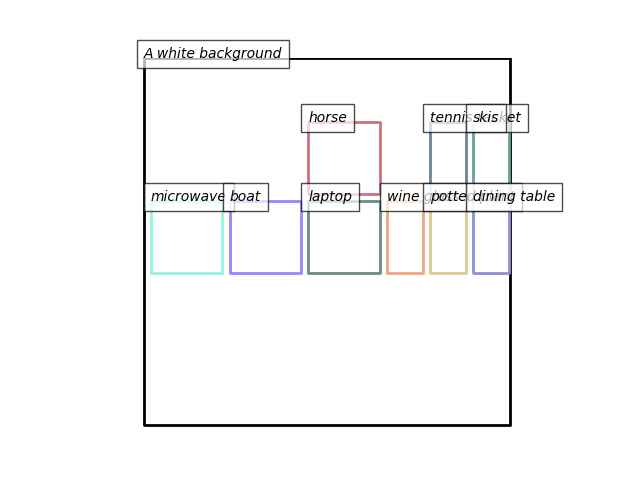 A white background
horse
tennis racket
skis
microwave
boat
laptop
wine glass
potted plant
dining table